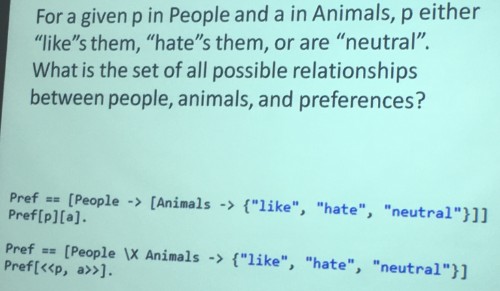 For a given p in People and a in Animals, p either
"like"s them, "hate"s them, or are "neutral".
What is the set of all possible relationships
between people, animals, and preferences?
Pref == [People -> [Animals -> {"like", "hate", "neutral"}]]
Pref[p][a].
Pref == [People \X Animals -> {"like", "hate", "neutral"}]
Pref[<<p, a>>].